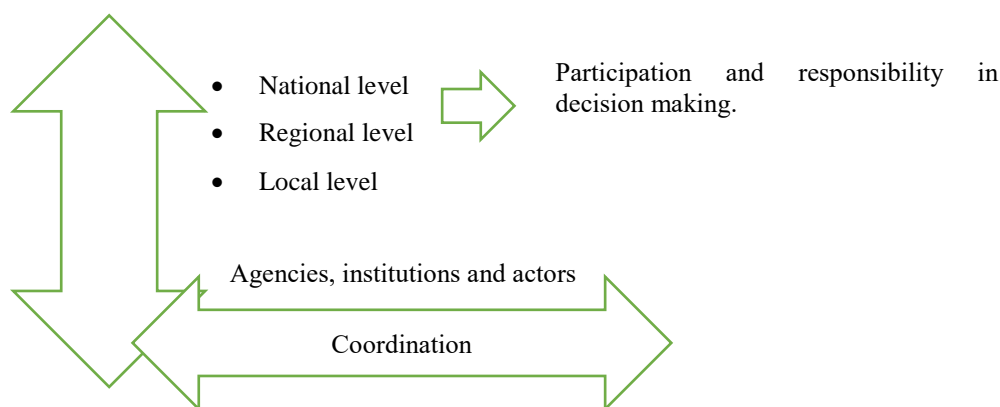 • National level
Participation and responsibility in
decision making.
• Regional level
• Local level
Agencies, institutions and actors
Coordination